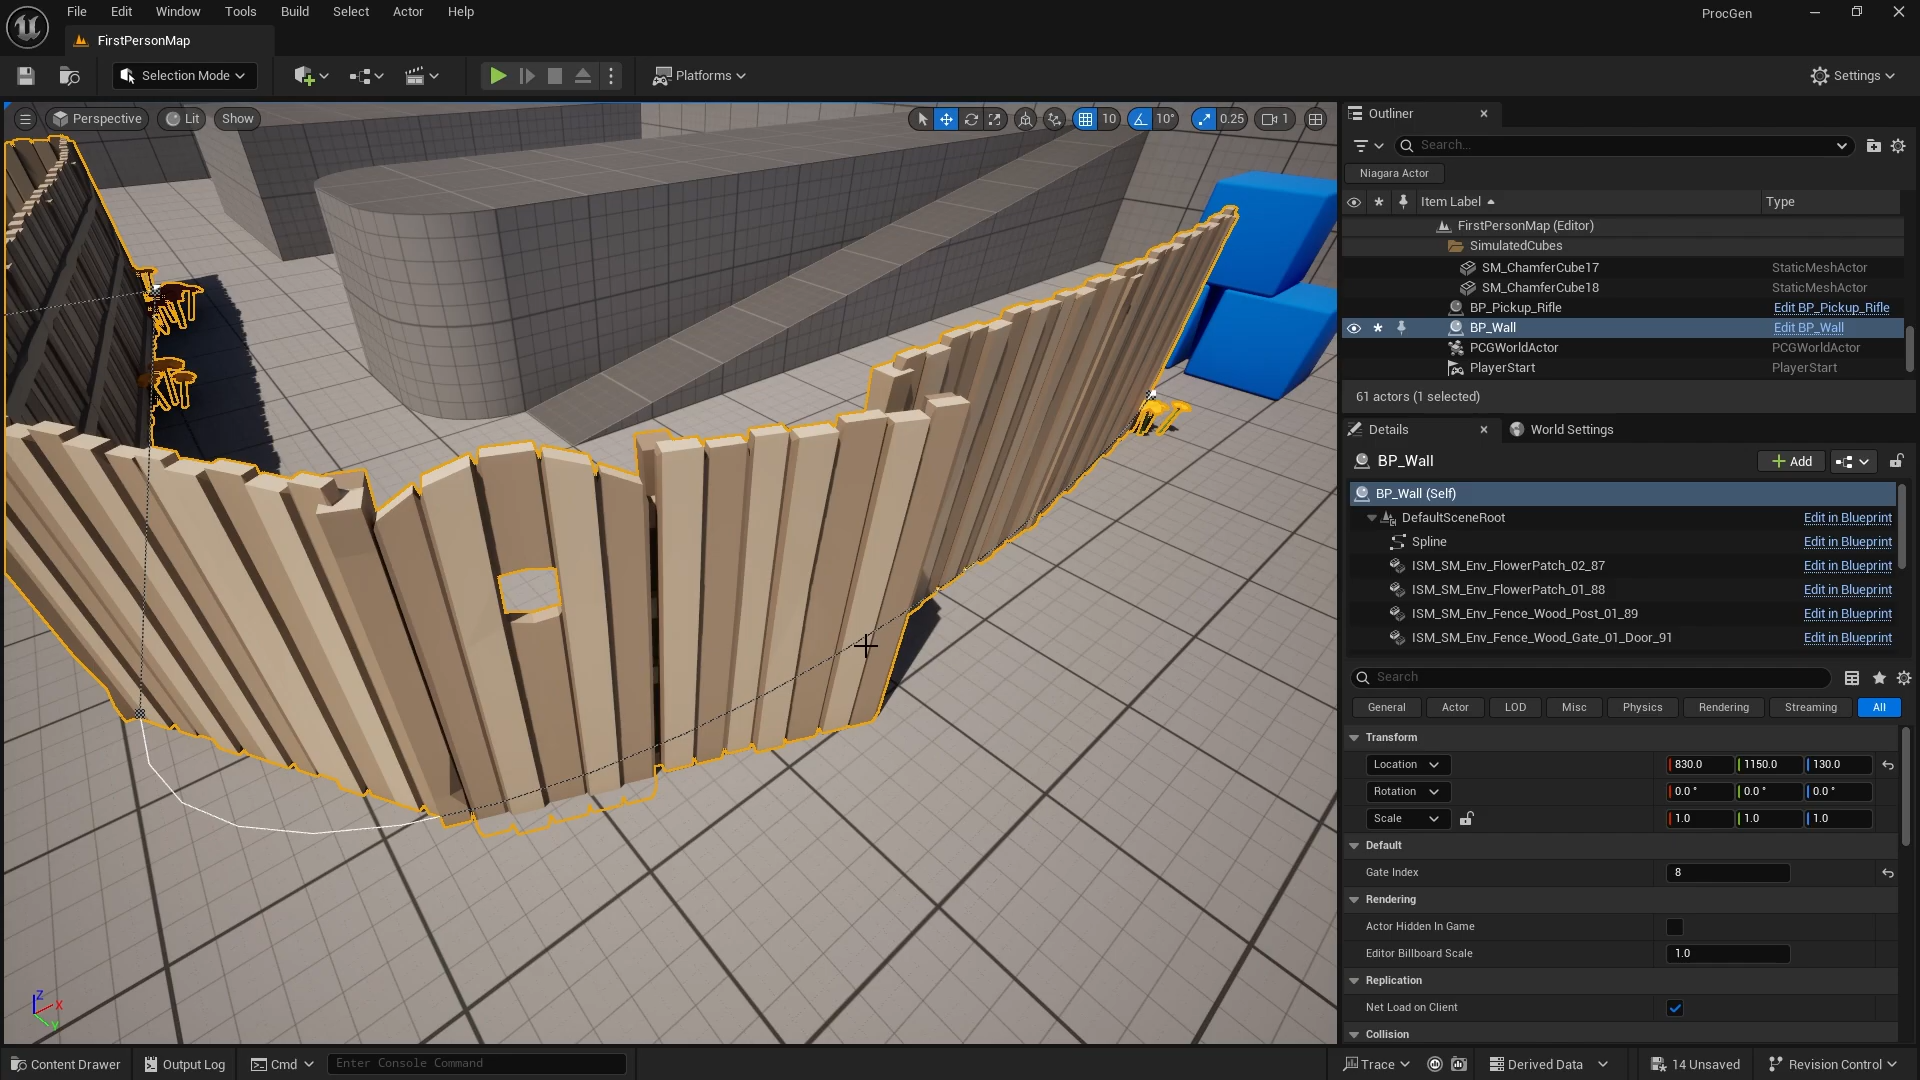 File Edit Window Tools Build Select Actor Help
ProcGen
FirstPersonMap
Selection Mode
Platforms
Settings
Perspective Lit Show
10 10° 0.25 1
Outliner
Search...
Niagara Actor
Item Label Type
FirstPersonMap (Editor)
SimulatedCubes
SM_ChamferCube17 StaticMeshActor
SM_ChamferCube18 StaticMeshActor
BP_Pickup_Rifle Edit BP_Pickup_Rifle
BP_Wall Edit BP_Wall
PCGWorldActor PCGWorldActor
PlayerStart PlayerStart
61 actors (1 selected)
Details World Settings
BP_Wall
Add
BP_Wall (Self)
DefaultSceneRoot Edit in Blueprint
Spline Edit in Blueprint
ISM_SM_Env_FlowerPatch_02_87 Edit in Blueprint
ISM_SM_Env_FlowerPatch_01_88 Edit in Blueprint
ISM_SM_Env_Fence_Wood_Post_01_89 Edit in Blueprint
ISM_SM_Env_Fence_Wood_Gate_01_Door_91 Edit in Blueprint
Search
General Actor LOD Misc Physics Rendering Streaming All
Transform
Location 830.0 1150.0 130.0
Rotation 0.0 ° 0.0 ° 0.0 °
Scale 1.0 1.0 1.0
Default
Gate Index 8
Rendering
Actor Hidden In Game
Editor Billboard Scale 1.0
Replication
Net Load on Client
Collision
Z X Y
Content Drawer Output Log Cmd Enter Console Command Trace Derived Data 14 Unsaved Revision Control